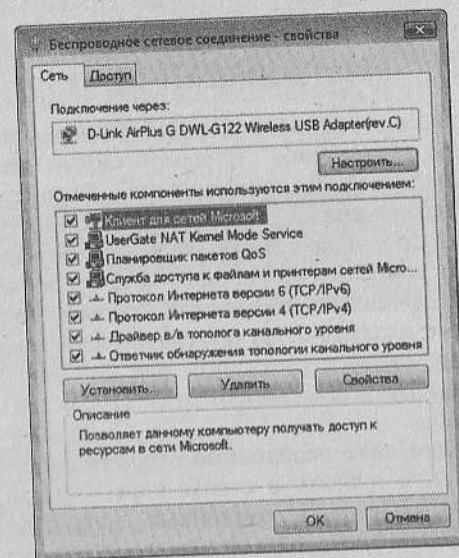 Беспроводное сетевое соединение - свойства
Сеть Доступ
Подключение через:
D-Link AirPlus G DWL-G122 Wireless USB Adapter(rev.C)
Настроить...
Отмеченные компоненты используются этим подключением:
Клиент для сетей Microsoft
UserGate NAT Kernel Mode Service
Планировщик пакетов QoS
Служба доступа к файлам и принтерам сетей Micro...
Протокол Интернета версии 6 (TCP/IPv6)
Протокол Интернета версии 4 (TCP/IPv4)
Драйвер в/в тополога канального уровня
Ответчик обнаружения топологии канального уровня
Установить... Удалить Свойства
Описание
Позволяет данному компьютеру получать доступ к
ресурсам в сети Microsoft.
OK Отмена